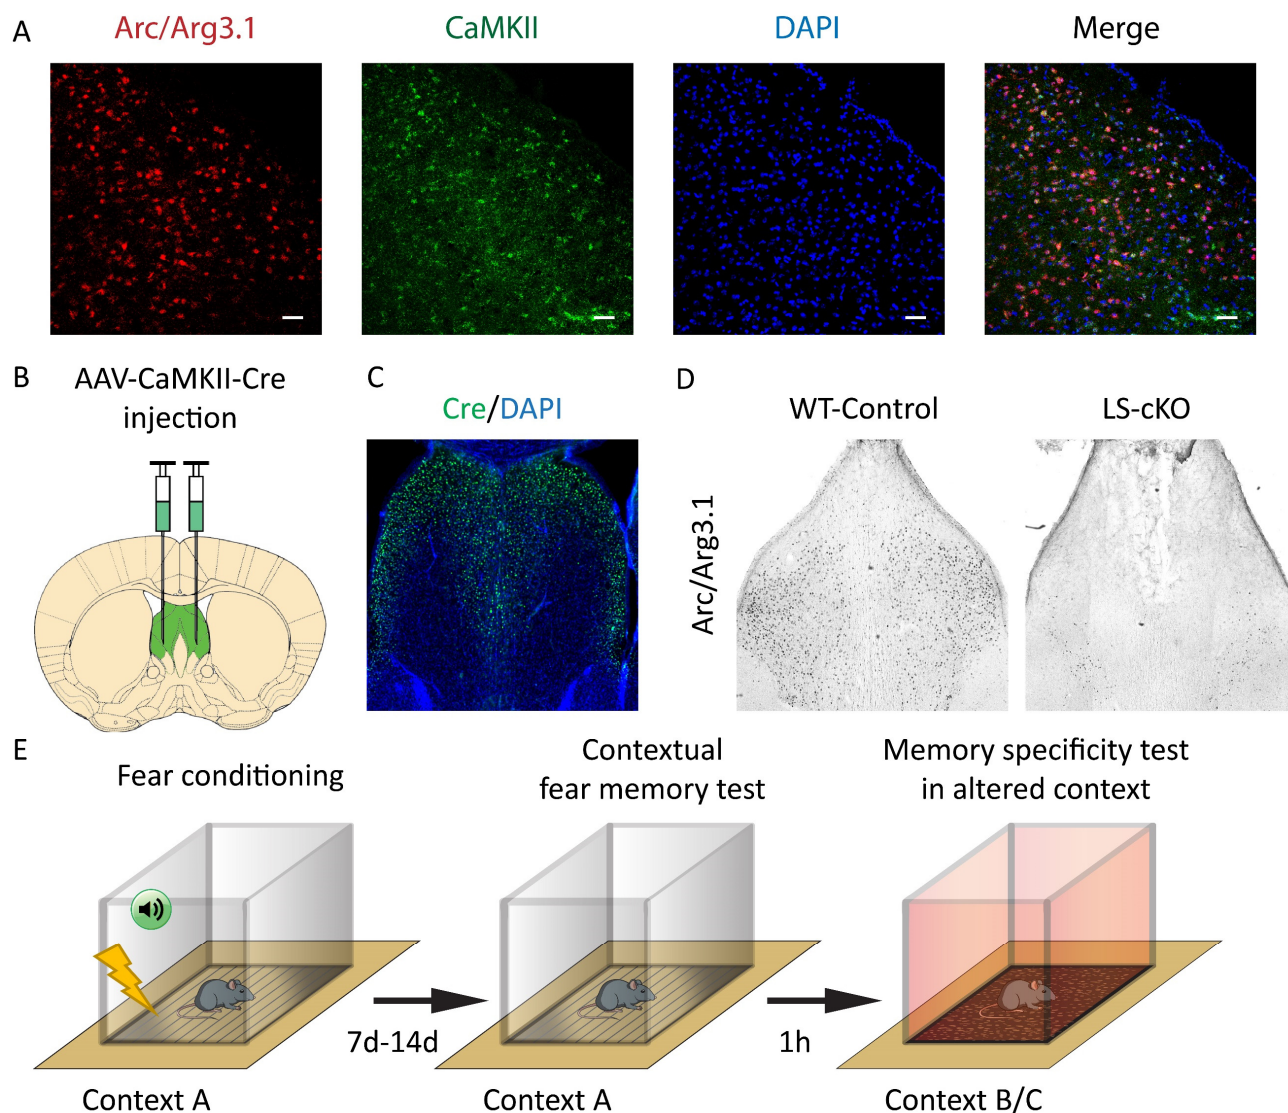 A
Arc/Arg3.1
CaMKII
DAPI
Merge
B
AAV-CaMKII-Cre
injection
C
Cre/DAPI
D
WT-Control
LS-cKO
Arc/Arg3.1
E
Fear conditioning
Contextual
fear memory test
Memory specificity test
in altered context
7d-14d
1h
Context A
Context A
Context B/C